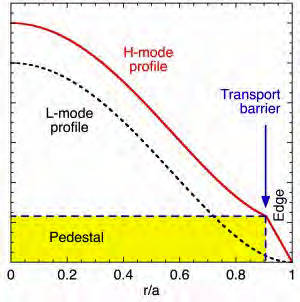 H-mode
profile
L-mode
profile
Transport
barrier
Edge
Pedestal
0
0.2
0.4
0.6
0.8
1
r/a